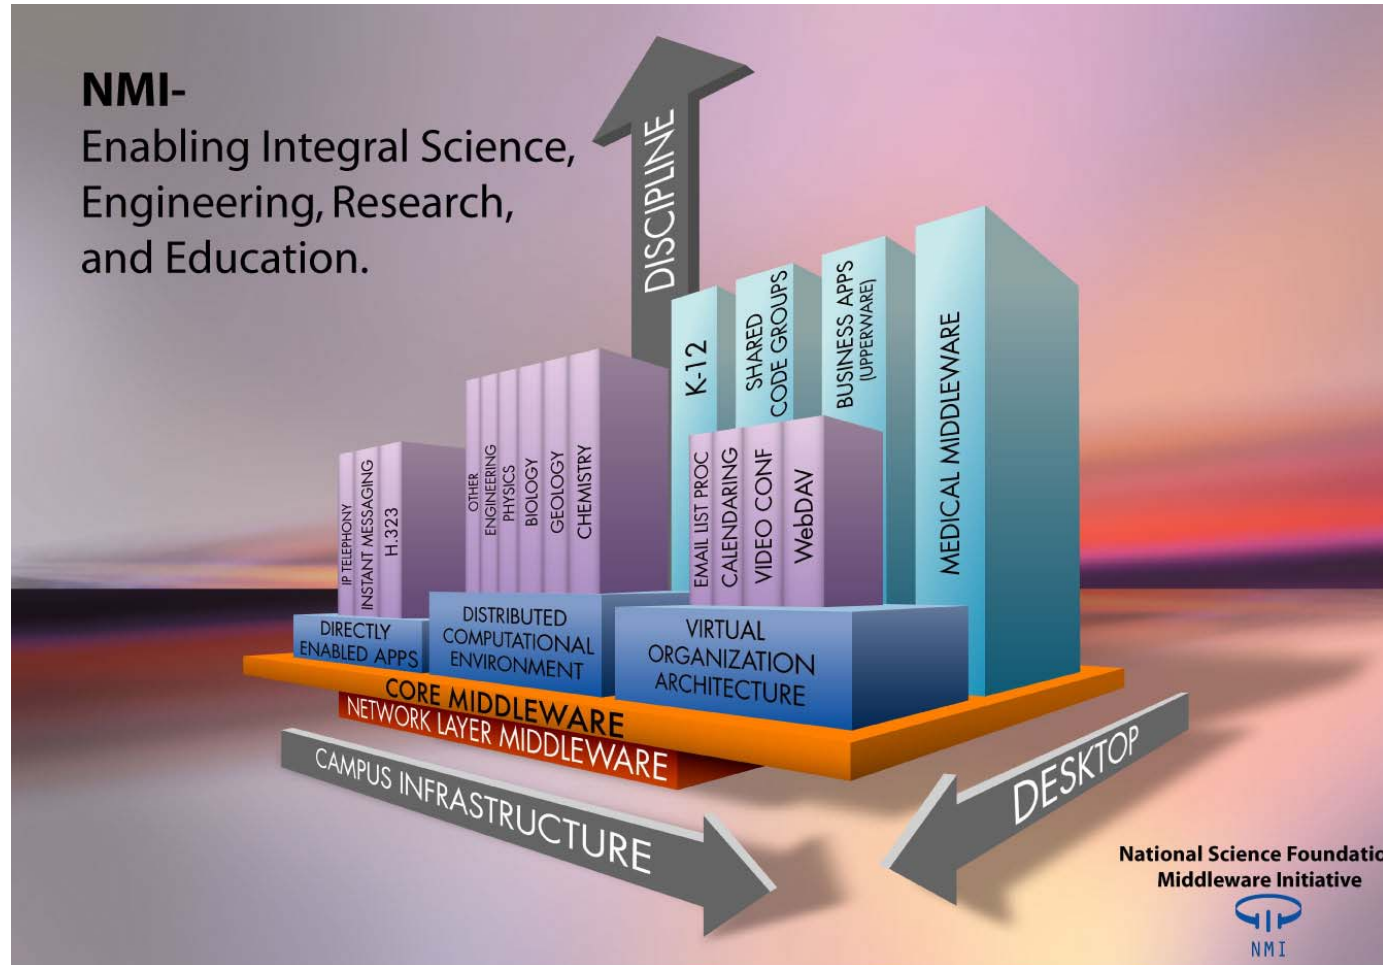 NMI-
Enabling Integral Science,
Engineering, Research,
and Education.
DISCIPLINE
K-12
SHARED
CODE GROUPS
BUSINESS APPS
(UPPERWARE)
MEDICAL MIDDLEWARE
OTHER
ENGINEERING
PHYSICS
BIOLOGY
GEOLOGY
CHEMISTRY
IP TELEPHONY
INSTANT MESSAGING
H.323
EMAIL LIST PROC
CALENDARING
VIDEO CONF
WebDAV
DIRECTLY
ENABLED APPS
DISTRIBUTED
COMPUTATIONAL
ENVIRONMENT
VIRTUAL
ORGANIZATION
ARCHITECTURE
CORE MIDDLEWARE
NETWORK LAYER MIDDLEWARE
CAMPUS INFRASTRUCTURE
DESKTOP
National Science Foundatio
Middleware Initiative
NMI